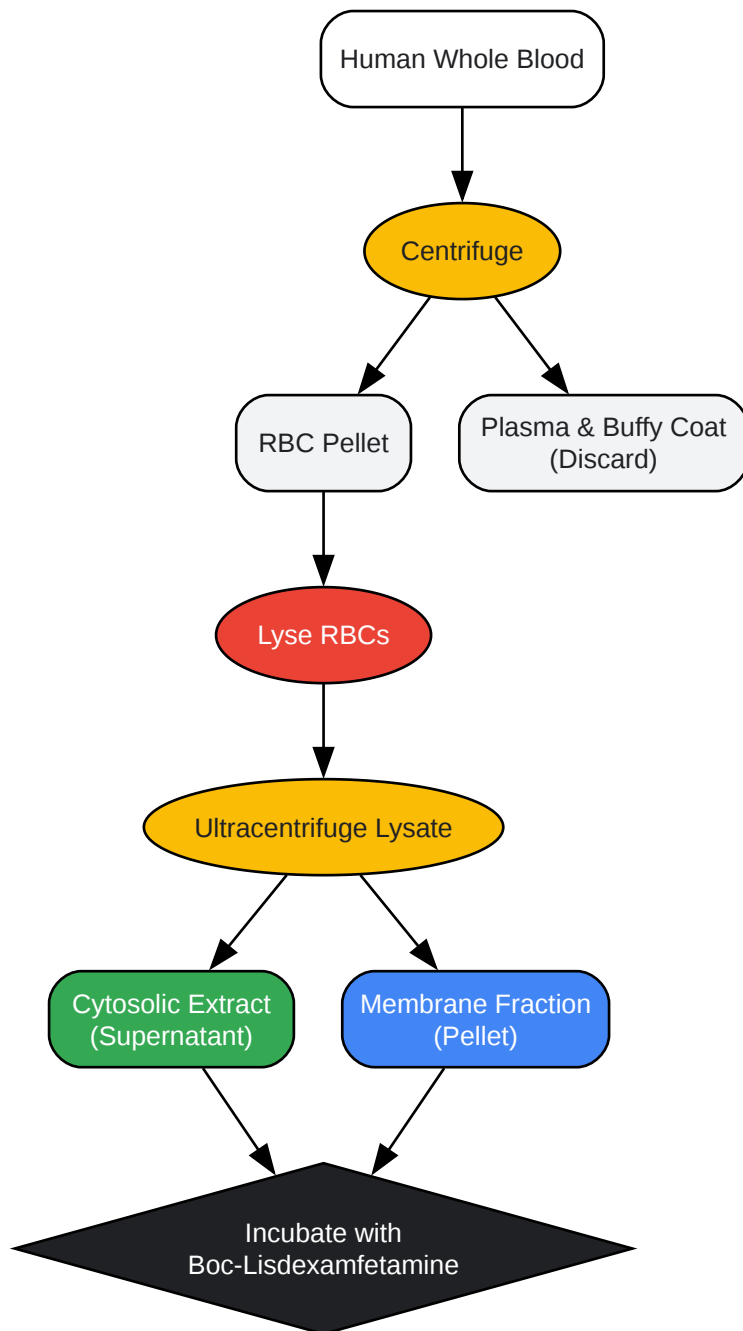 Human Whole Blood
Centrifuge
RBC Pellet
Plasma & Buffy Coat
(Discard)
Lyse RBCs
Ultracentrifuge Lysate
Cytosolic Extract
(Supernatant)
Membrane Fraction
(Pellet)
Incubate with
Boc-Lisdexamfetamine